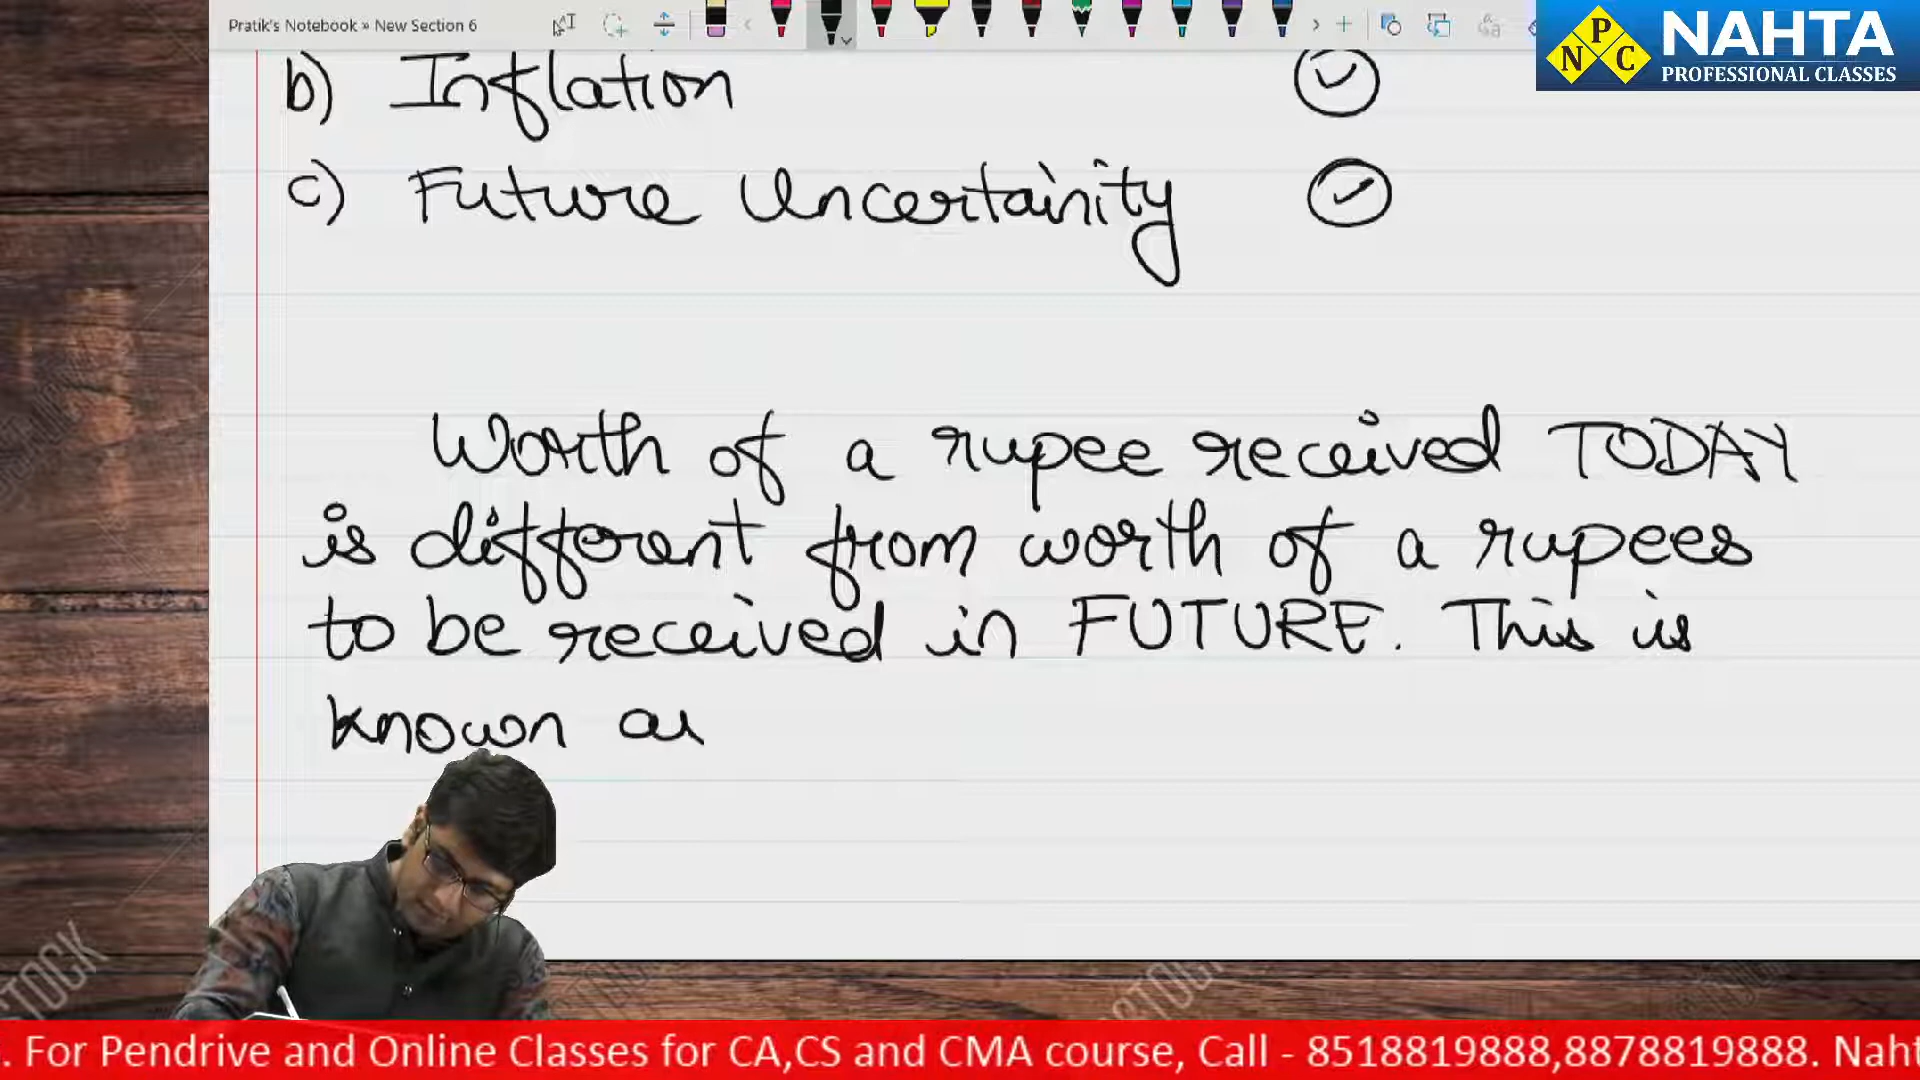 Pratik's Notebook » New Section 6
NPC NAHTA
PROFESSIONAL CLASSES
b) Inflation
c) Future Uncertainity
Worth of a rupee received TODAY
is different from worth of a rupees
to be received in FUTURE. This is
known as
. For Pendrive and Online Classes for CA,CS and CMA course, Call - 8518819888,8878819888. Naht